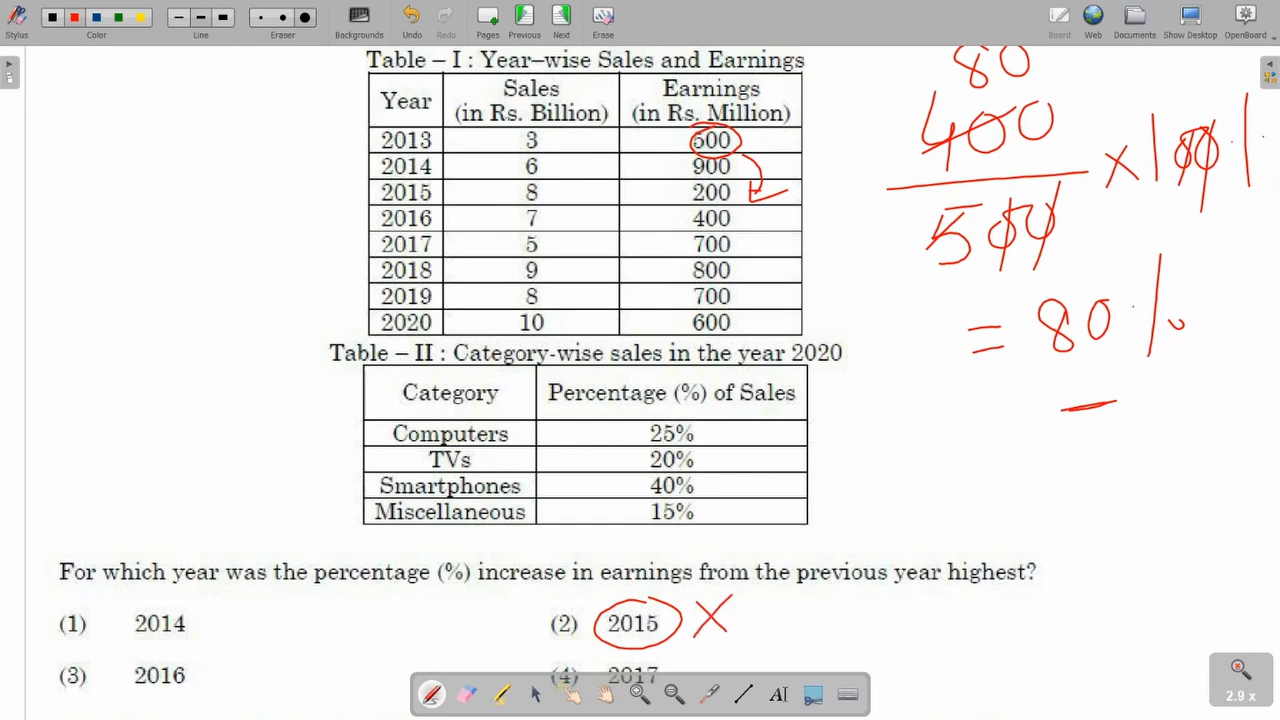 Color
Line
Eraser
Backgrounds
Undo
Redo
Pages
Previous
Next
Erase
Board
Web
Documents
Show Desktop
OpenBoard
Table – I : Year–wise Sales and Earnings
Year Sales (in Rs. Billion) Earnings (in Rs. Million)
2013 3 500
2014 6 900
2015 8 200
2016 7 400
2017 5 700
2018 9 800
2019 8 700
2020 10 600
Table – II : Category-wise sales in the year 2020
Category Percentage (%) of Sales
Computers 25%
TVs 20%
Smartphones 40%
Miscellaneous 15%
For which year was the percentage (%) increase in earnings from the previous year highest?
(1) 2014 (2) 2015 ×
(3) 2016 (4) 2017
80
400
500
× 100 %
= 80 %
AI
2.9 x